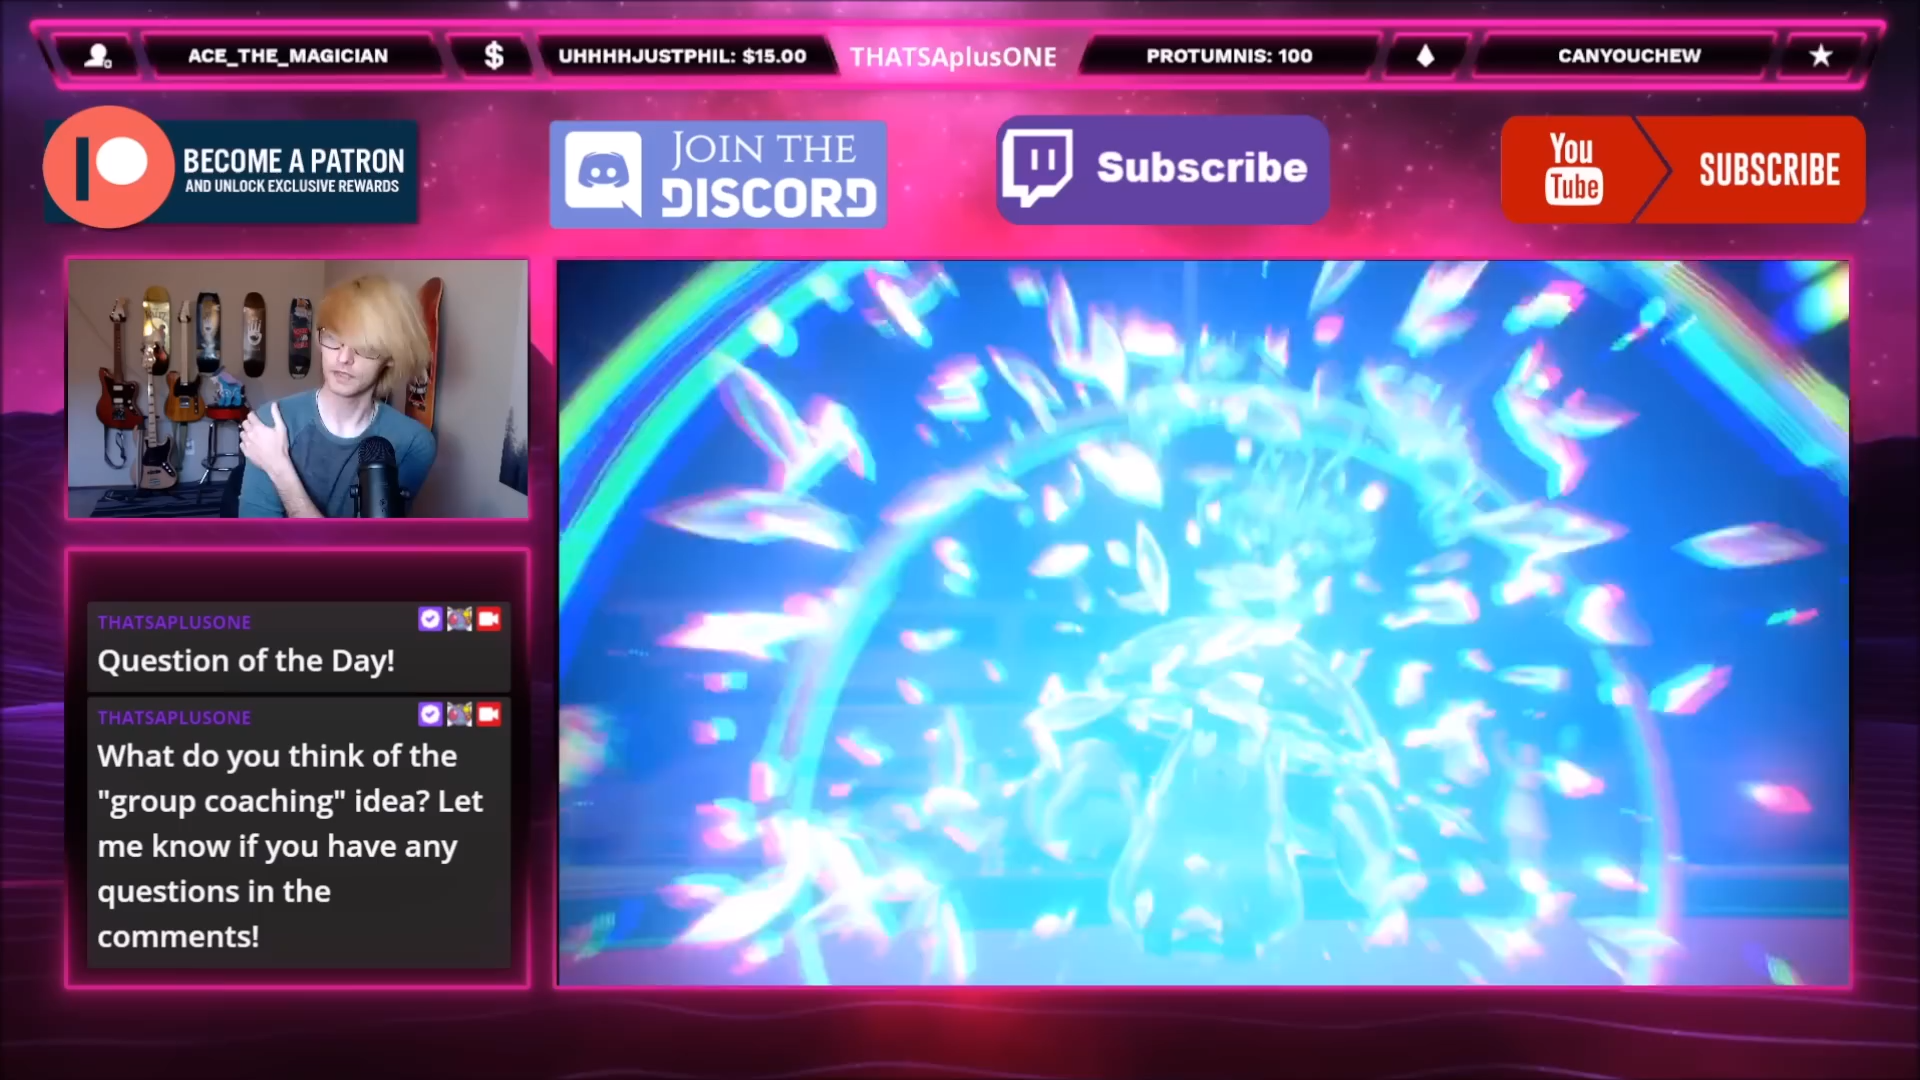 ACE_THE_MAGICIAN
$
UHHHHJUSTPHIL: $15.00
THATSAplusONE
PROTUMNIS: 100
CANYOUCHEW
BECOME A PATRON
AND UNLOCK EXCLUSIVE REWARDS
JOIN THE
DISCORD
Subscribe
You
Tube
SUBSCRIBE
THATSAPLUSONE
Question of the Day!
THATSAPLUSONE
What do you think of the
"group coaching" idea? Let
me know if you have any
questions in the
comments!